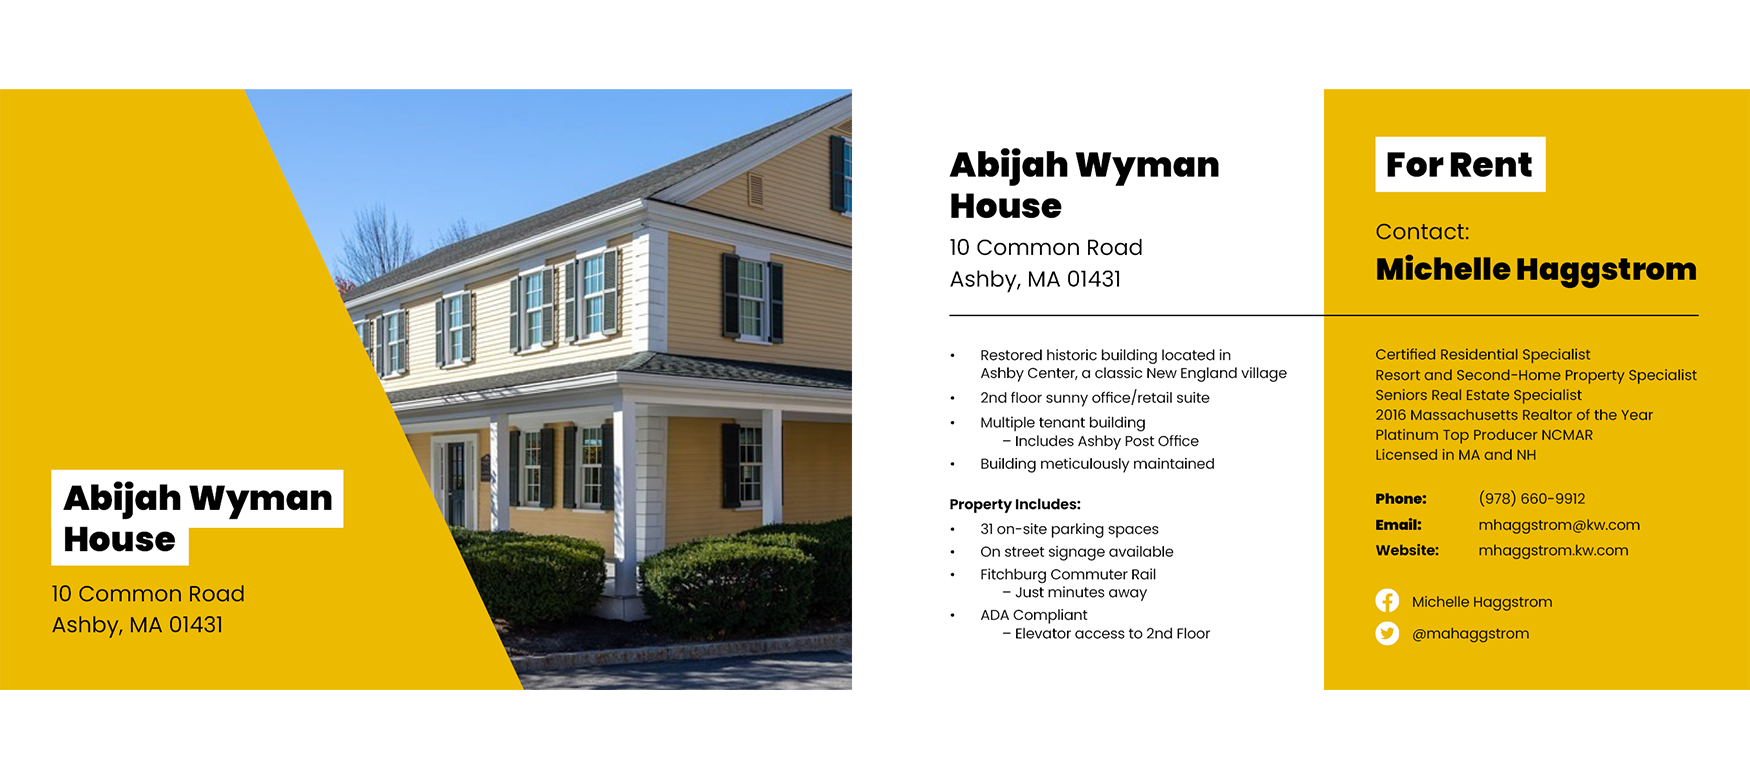 Abijah Wyman
House
10 Common Road
Ashby, MA 01431
Abijah Wyman
House
10 Common Road
Ashby, MA 01431
• Restored historic building located in
Ashby Center, a classic New England village
• 2nd floor sunny office/retail suite
• Multiple tenant building
– Includes Ashby Post Office
• Building meticulously maintained
Property Includes:
• 31 on-site parking spaces
• On street signage available
• Fitchburg Commuter Rail
– Just minutes away
• ADA Compliant
– Elevator access to 2nd Floor
For Rent
Contact:
Michelle Haggstrom
Certified Residential Specialist
Resort and Second-Home Property Specialist
Seniors Real Estate Specialist
2016 Massachusetts Realtor of the Year
Platinum Top Producer NCMAR
Licensed in MA and NH
Phone: (978) 660-9912
Email: mhaggstrom@kw.com
Website: mhaggstrom.kw.com
Michelle Haggstrom
@mahaggstrom